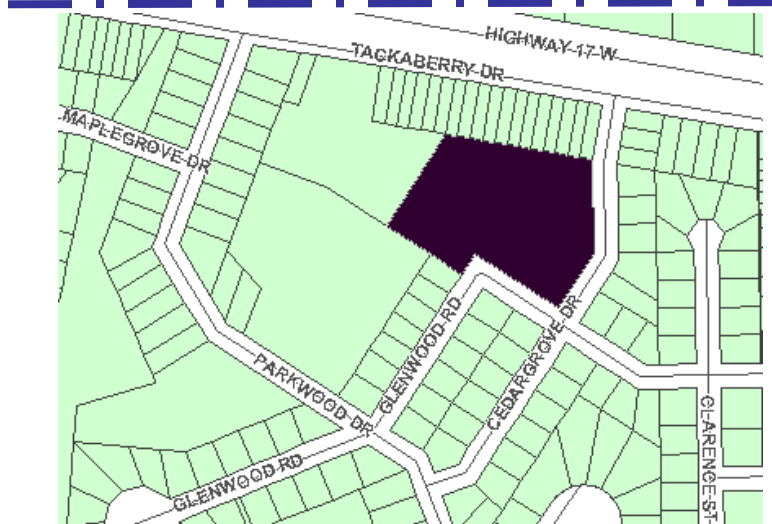 HIGHWAY 17 W
TACKABERRY DR
MAPLEGROVE DR
GLENWOOD RD
CEDARGROVE DR
PARKWOOD DR
CLARENCE ST
GLENWOOD RD